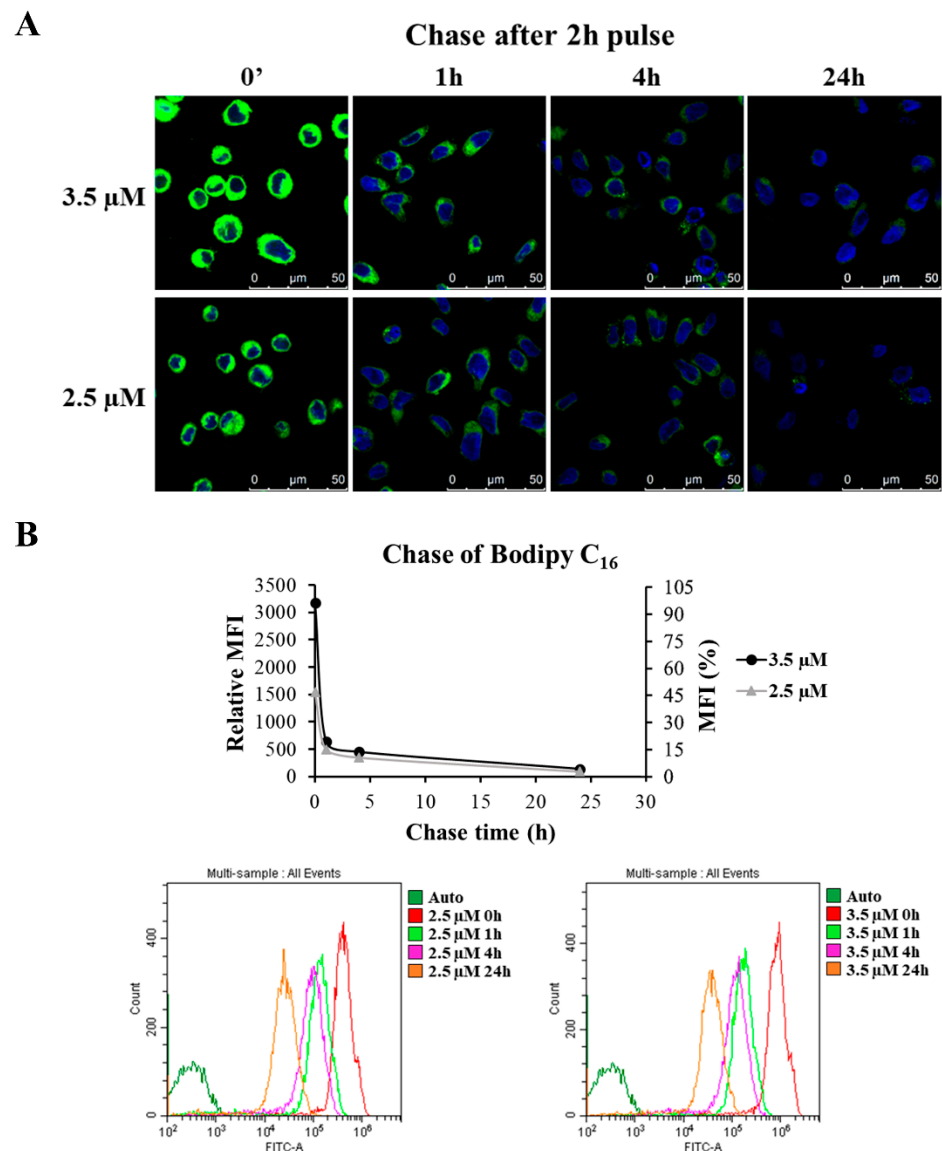 A
Chase after 2h pulse
0’ 1h 4h 24h
3.5 µM
0 µm 50 0 µm 50 0 µm 50 0 µm 50
2.5 µM
0 µm 50 0 µm 50 0 µm 50 0 µm 50
B
Chase of Bodipy C₁₆
Relative MFI
3500
3000
2500
2000
1500
1000
500
0
105
90
75
60
45
30
15
0
MFI (%)
3.5 µM
2.5 µM
0 5 10 15 20 25 30
Chase time (h)
Multi-sample : All Events
Count
400
200
0
10² 10³ 10⁴ 10⁵ 10⁶
FITC-A
Auto
2.5 µM 0h
2.5 µM 1h
2.5 µM 4h
2.5 µM 24h
Multi-sample : All Events
Count
400
200
0
10² 10³ 10⁴ 10⁵ 10⁶
FITC-A
Auto
3.5 µM 0h
3.5 µM 1h
3.5 µM 4h
3.5 µM 24h